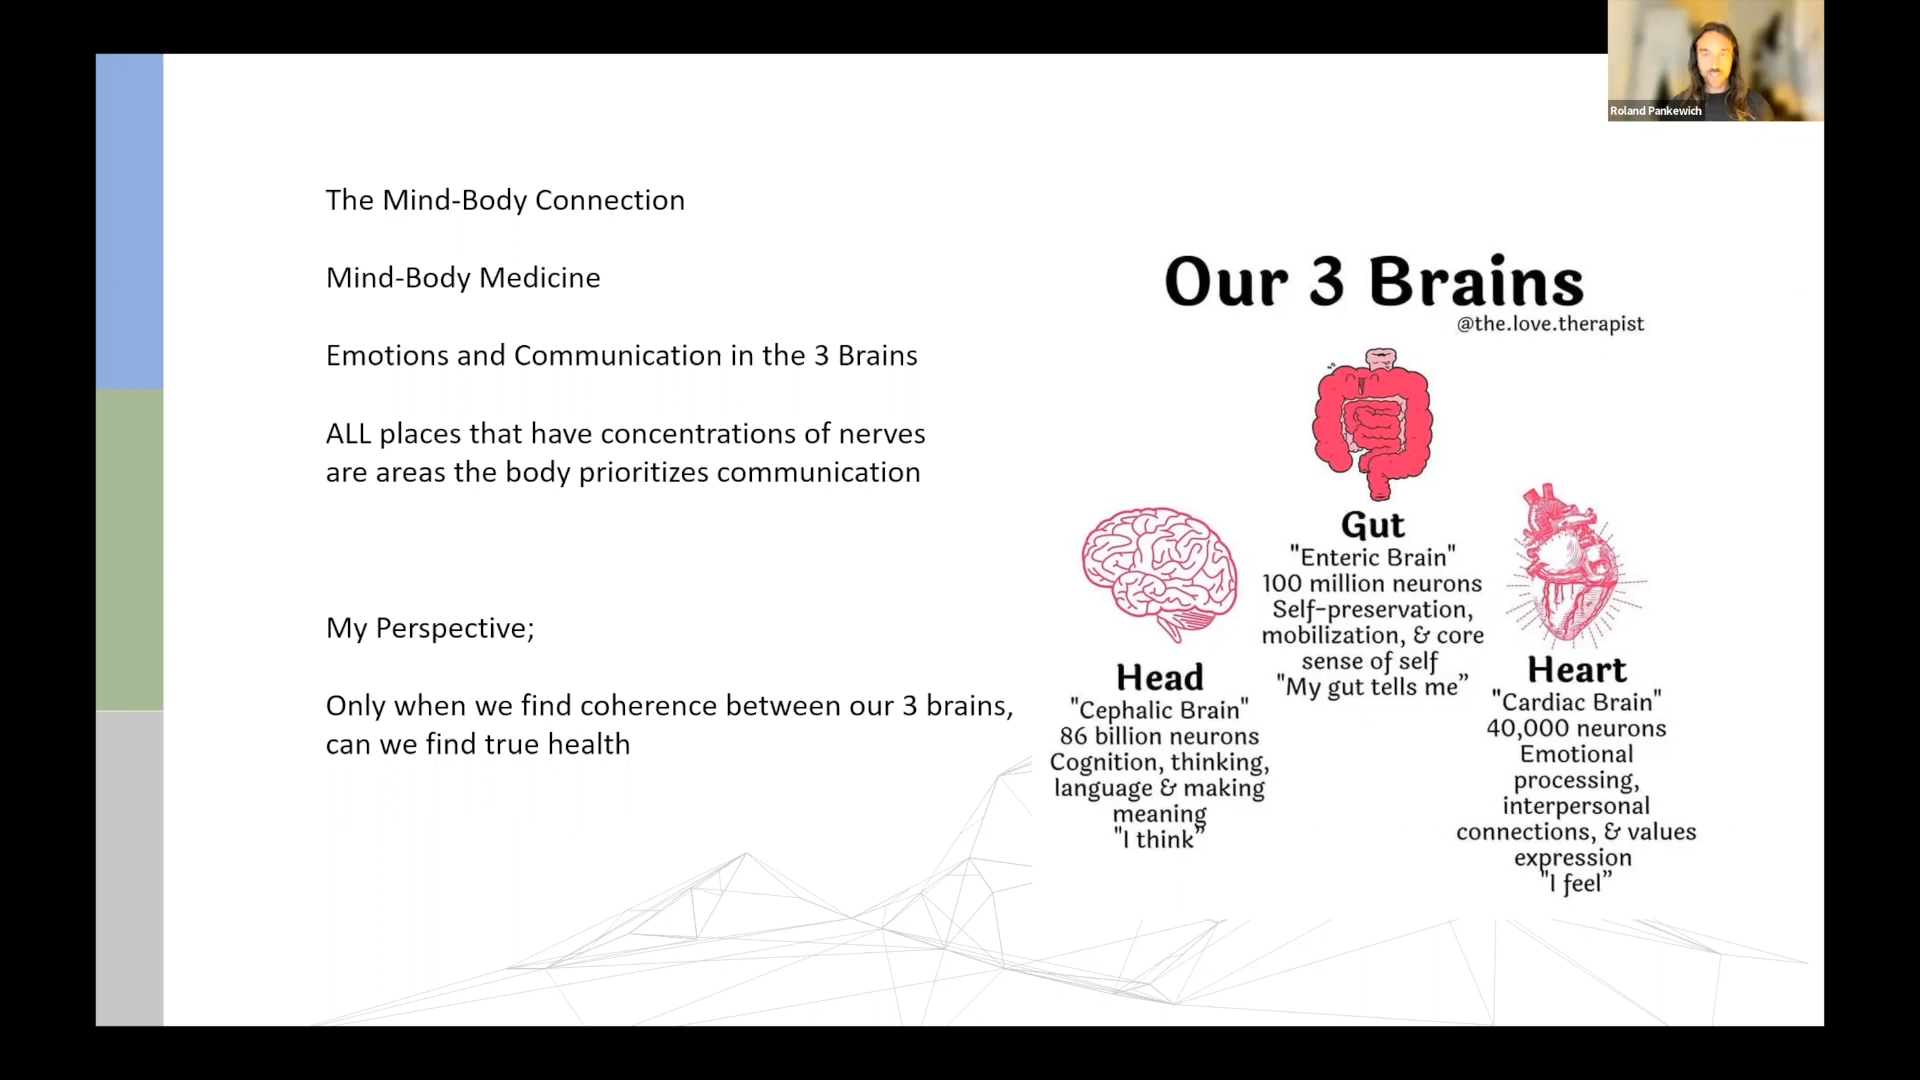 Roland Pankewich
The Mind-Body Connection
Mind-Body Medicine
Emotions and Communication in the 3 Brains
ALL places that have concentrations of nerves
are areas the body prioritizes communication
My Perspective;
Only when we find coherence between our 3 brains,
can we find true health
Our 3 Brains
@the.love.therapist
Head
"Cephalic Brain"
86 billion neurons
Cognition, thinking,
language & making
meaning
"I think”
Gut
"Enteric Brain"
100 million neurons
Self-preservation,
mobilization, & core
sense of self
"My gut tells me”
Heart
"Cardiac Brain"
40,000 neurons
Emotional
processing,
interpersonal
connections, & values
expression
"I feel”